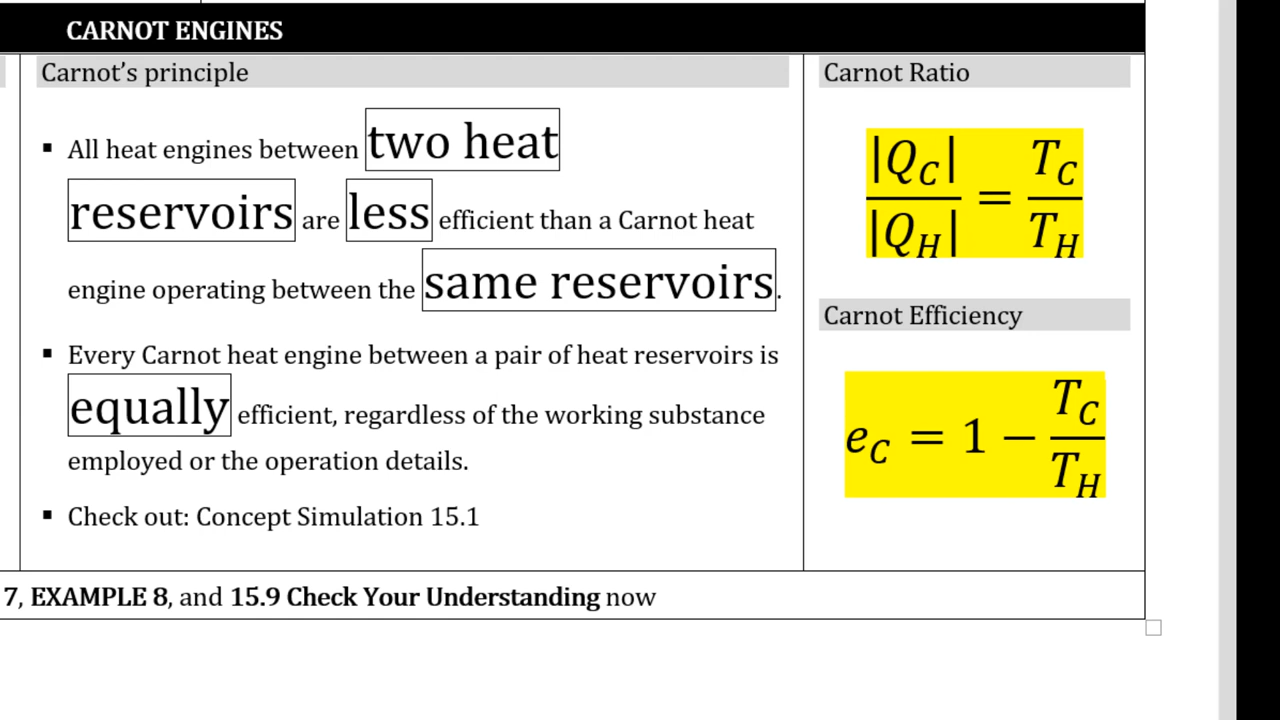 CARNOT ENGINES
Carnot’s principle
▪ All heat engines between two heat
reservoirs are less efficient than a Carnot heat
engine operating between the same reservoirs.
▪ Every Carnot heat engine between a pair of heat reservoirs is
equally efficient, regardless of the working substance
employed or the operation details.
▪ Check out: Concept Simulation 15.1
Carnot Ratio
|Q_C| / |Q_H| = T_C / T_H
Carnot Efficiency
e_C = 1 − T_C / T_H
7, EXAMPLE 8, and 15.9 Check Your Understanding now